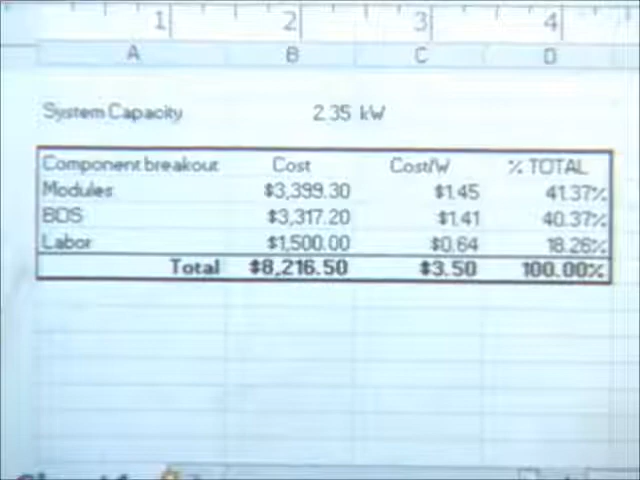 1 2 3 4
A B C D
System Capacity 2.35 kW
Component breakout Cost Cost/W % TOTAL
Modules $3,399.30 $1.45 41.37%
BOS $3,317.20 $1.41 40.37%
Labor $1,500.00 $0.64 18.26%
Total $8,216.50 $3.50 100.00%